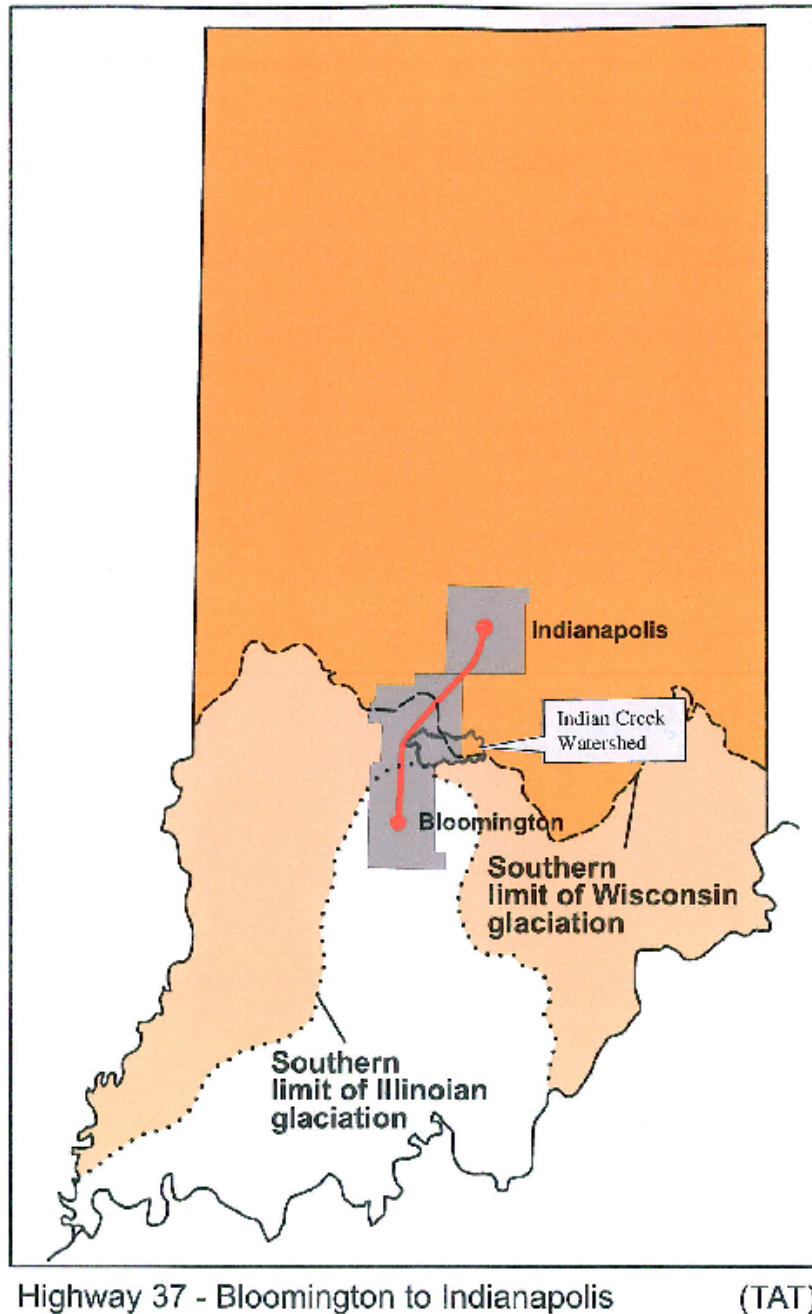 Indianapolis
Indian Creek
Watershed
Bloomington
Southern
limit of Wisconsin
glaciation
Southern
limit of Illinoian
glaciation
Highway 37 - Bloomington to Indianapolis (TAT)